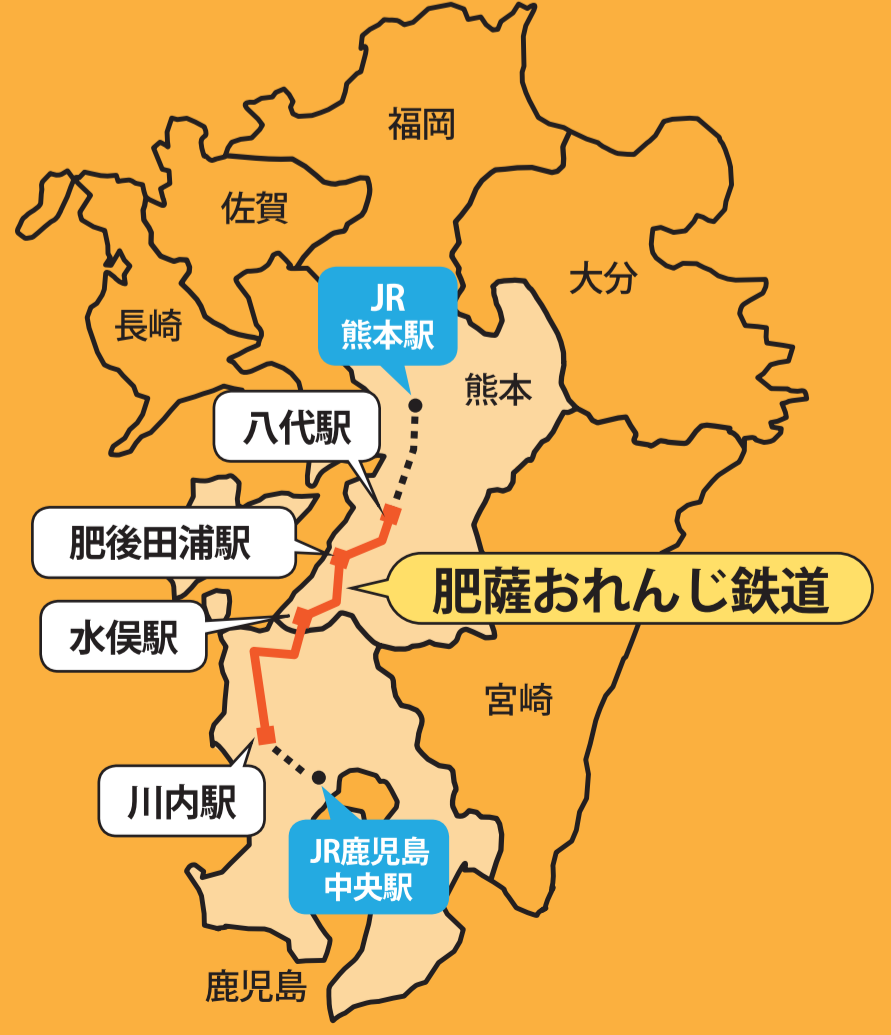 福岡
佐賀
大分
長崎
JR
熊本駅
熊本
八代駅
肥後田浦駅
肥薩おれんじ鉄道
水俣駅
宮崎
川内駅
JR鹿児島
中央駅
鹿児島